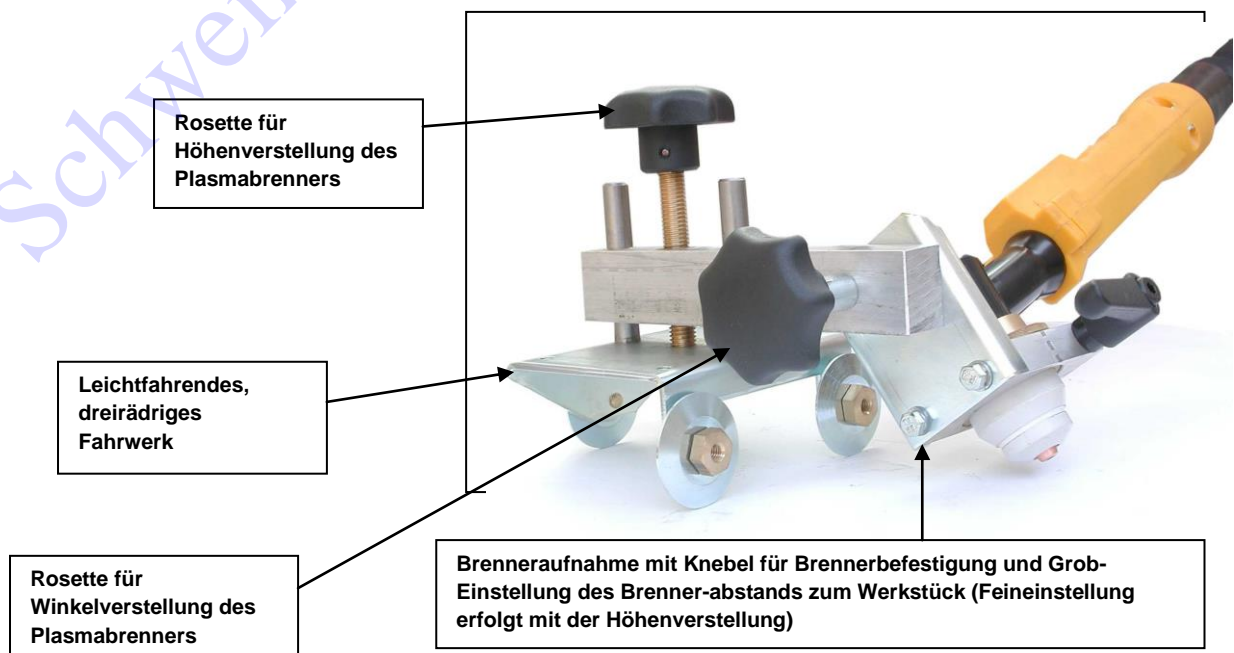 Schwei
Rosette für
Höhenverstellung des
Plasmabrenners
Leichtfahrendes,
dreirädriges
Fahrwerk
Rosette für
Winkelverstellung des
Plasmabrenners
Brenneraufnahme mit Knebel für Brennerbefestigung und Grob-
Einstellung des Brenner-abstands zum Werkstück (Feineinstellung
erfolgt mit der Höhenverstellung)